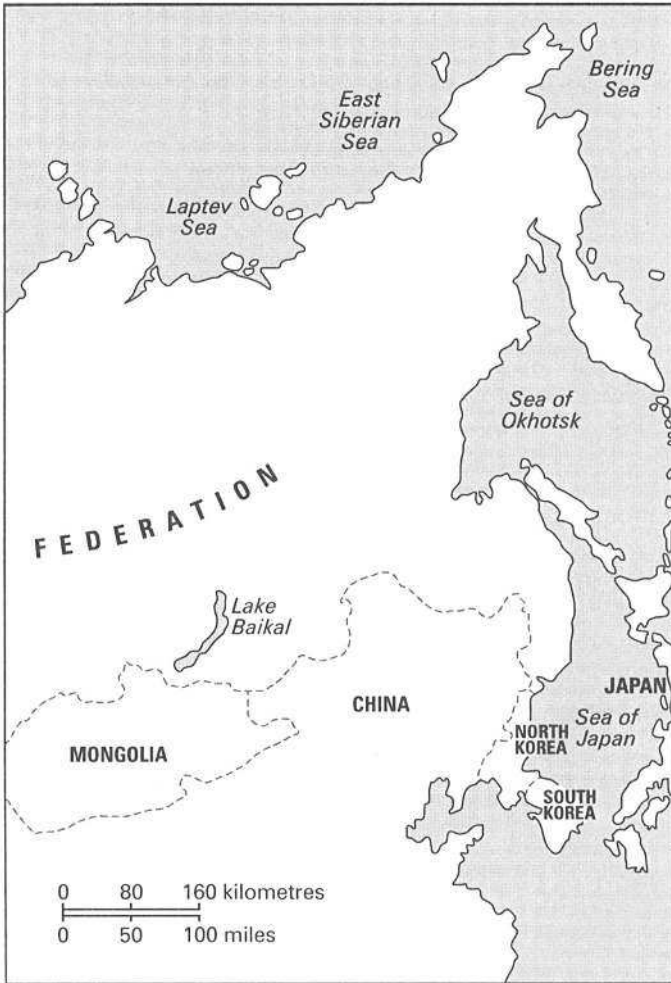 Bering
Sea
East
Siberian
Sea
Laptev
Sea
Sea of
Okhotsk
FEDERATION
Lake
Baikal
JAPAN
CHINA
Sea of
Japan
NORTH
KOREA
MONGOLIA
SOUTH
KOREA
0 80 160 kilometres
0 50 100 miles